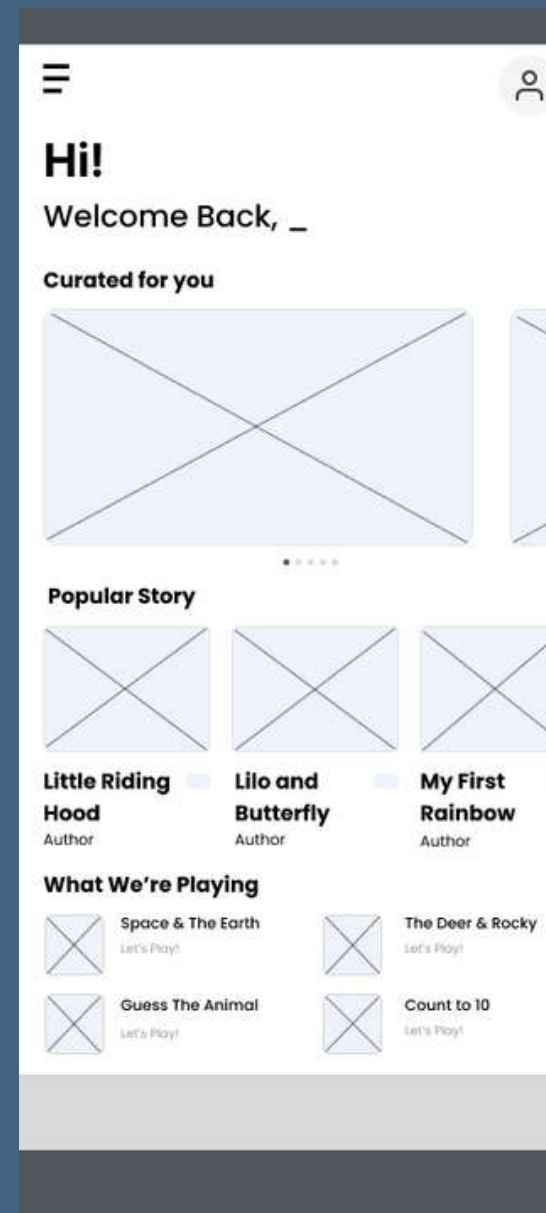 Hi!
Welcome Back, _
Curated for you
Popular Story
Little Riding
Hood
Author
Lilo and
Butterfly
Author
My First
Rainbow
Author
What We're Playing
Space & The Earth
Let's Play!
The Deer & Rocky
Let's Play!
Guess The Animal
Let's Play!
Count to 10
Let's Play!